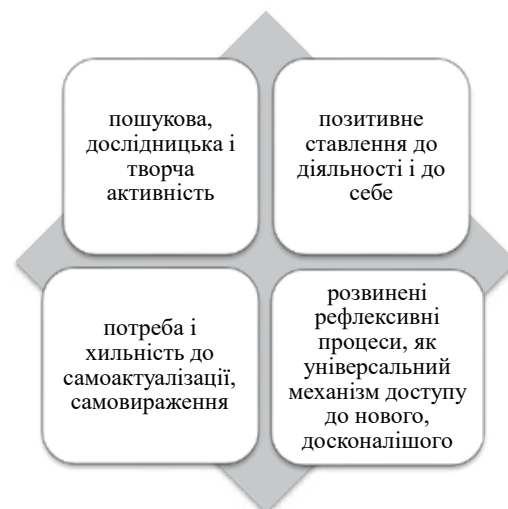 пошукова,
дослідницька і
творча
активність
позитивне
ставлення до
діяльності і до
себе
потреба і
хильність до
самоактуалізації,
самовираження
розвинені
рефлексивні
процеси, як
універсальний
механізм доступу
до нового,
досконалішого